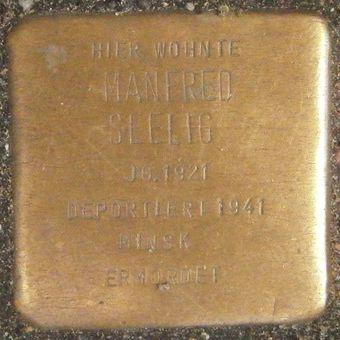 HIER WOHNTE
MANFRED
SEELIG
JG. 1921
DEPORTIERT 1941
MINSK
ERMORDET